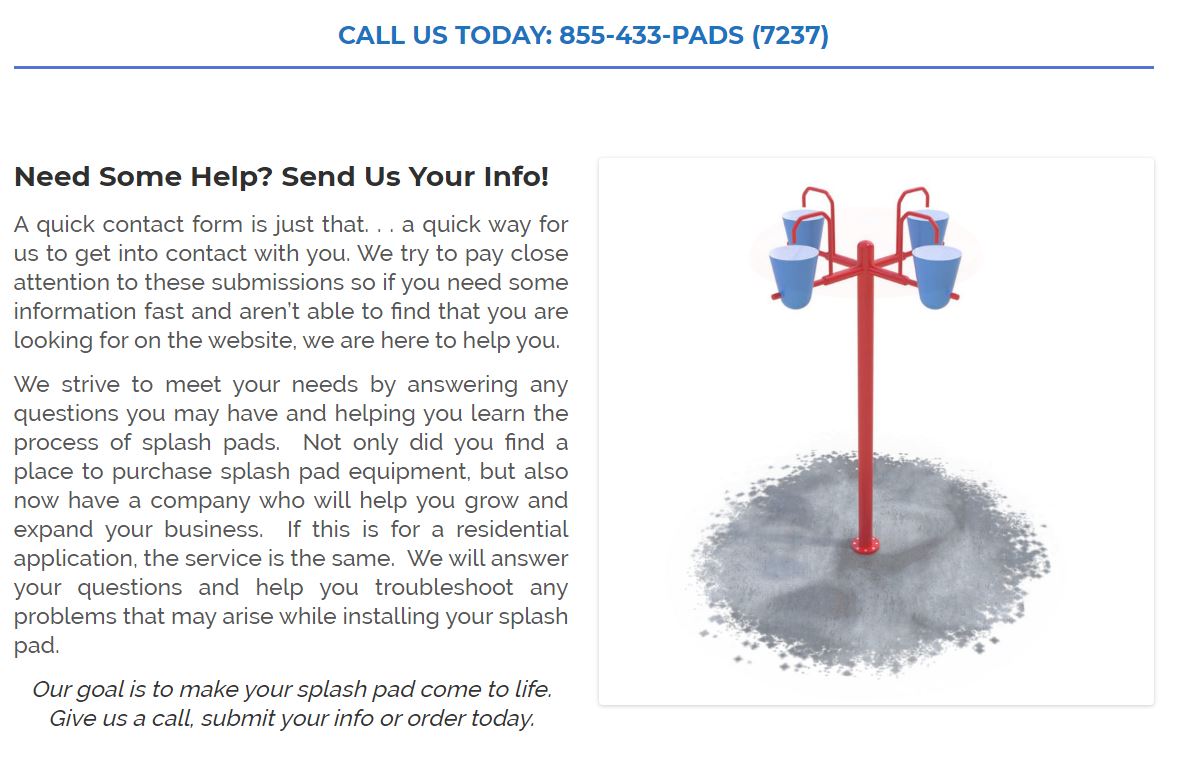 CALL US TODAY: 855-433-PADS (7237)
Need Some Help? Send Us Your Info!
A quick contact form is just that. . . a quick way for
us to get into contact with you. We try to pay close
attention to these submissions so if you need some
information fast and aren't able to find that you are
looking for on the website, we are here to help you.
We strive to meet your needs by answering any
questions you may have and helping you learn the
process of splash pads.  Not only did you find a
place to purchase splash pad equipment, but also
now have a company who will help you grow and
expand your business.  If this is for a residential
application, the service is the same.  We will answer
your questions and help you troubleshoot any
problems that may arise while installing your splash
pad.
Our goal is to make your splash pad come to life.
Give us a call, submit your info or order today.